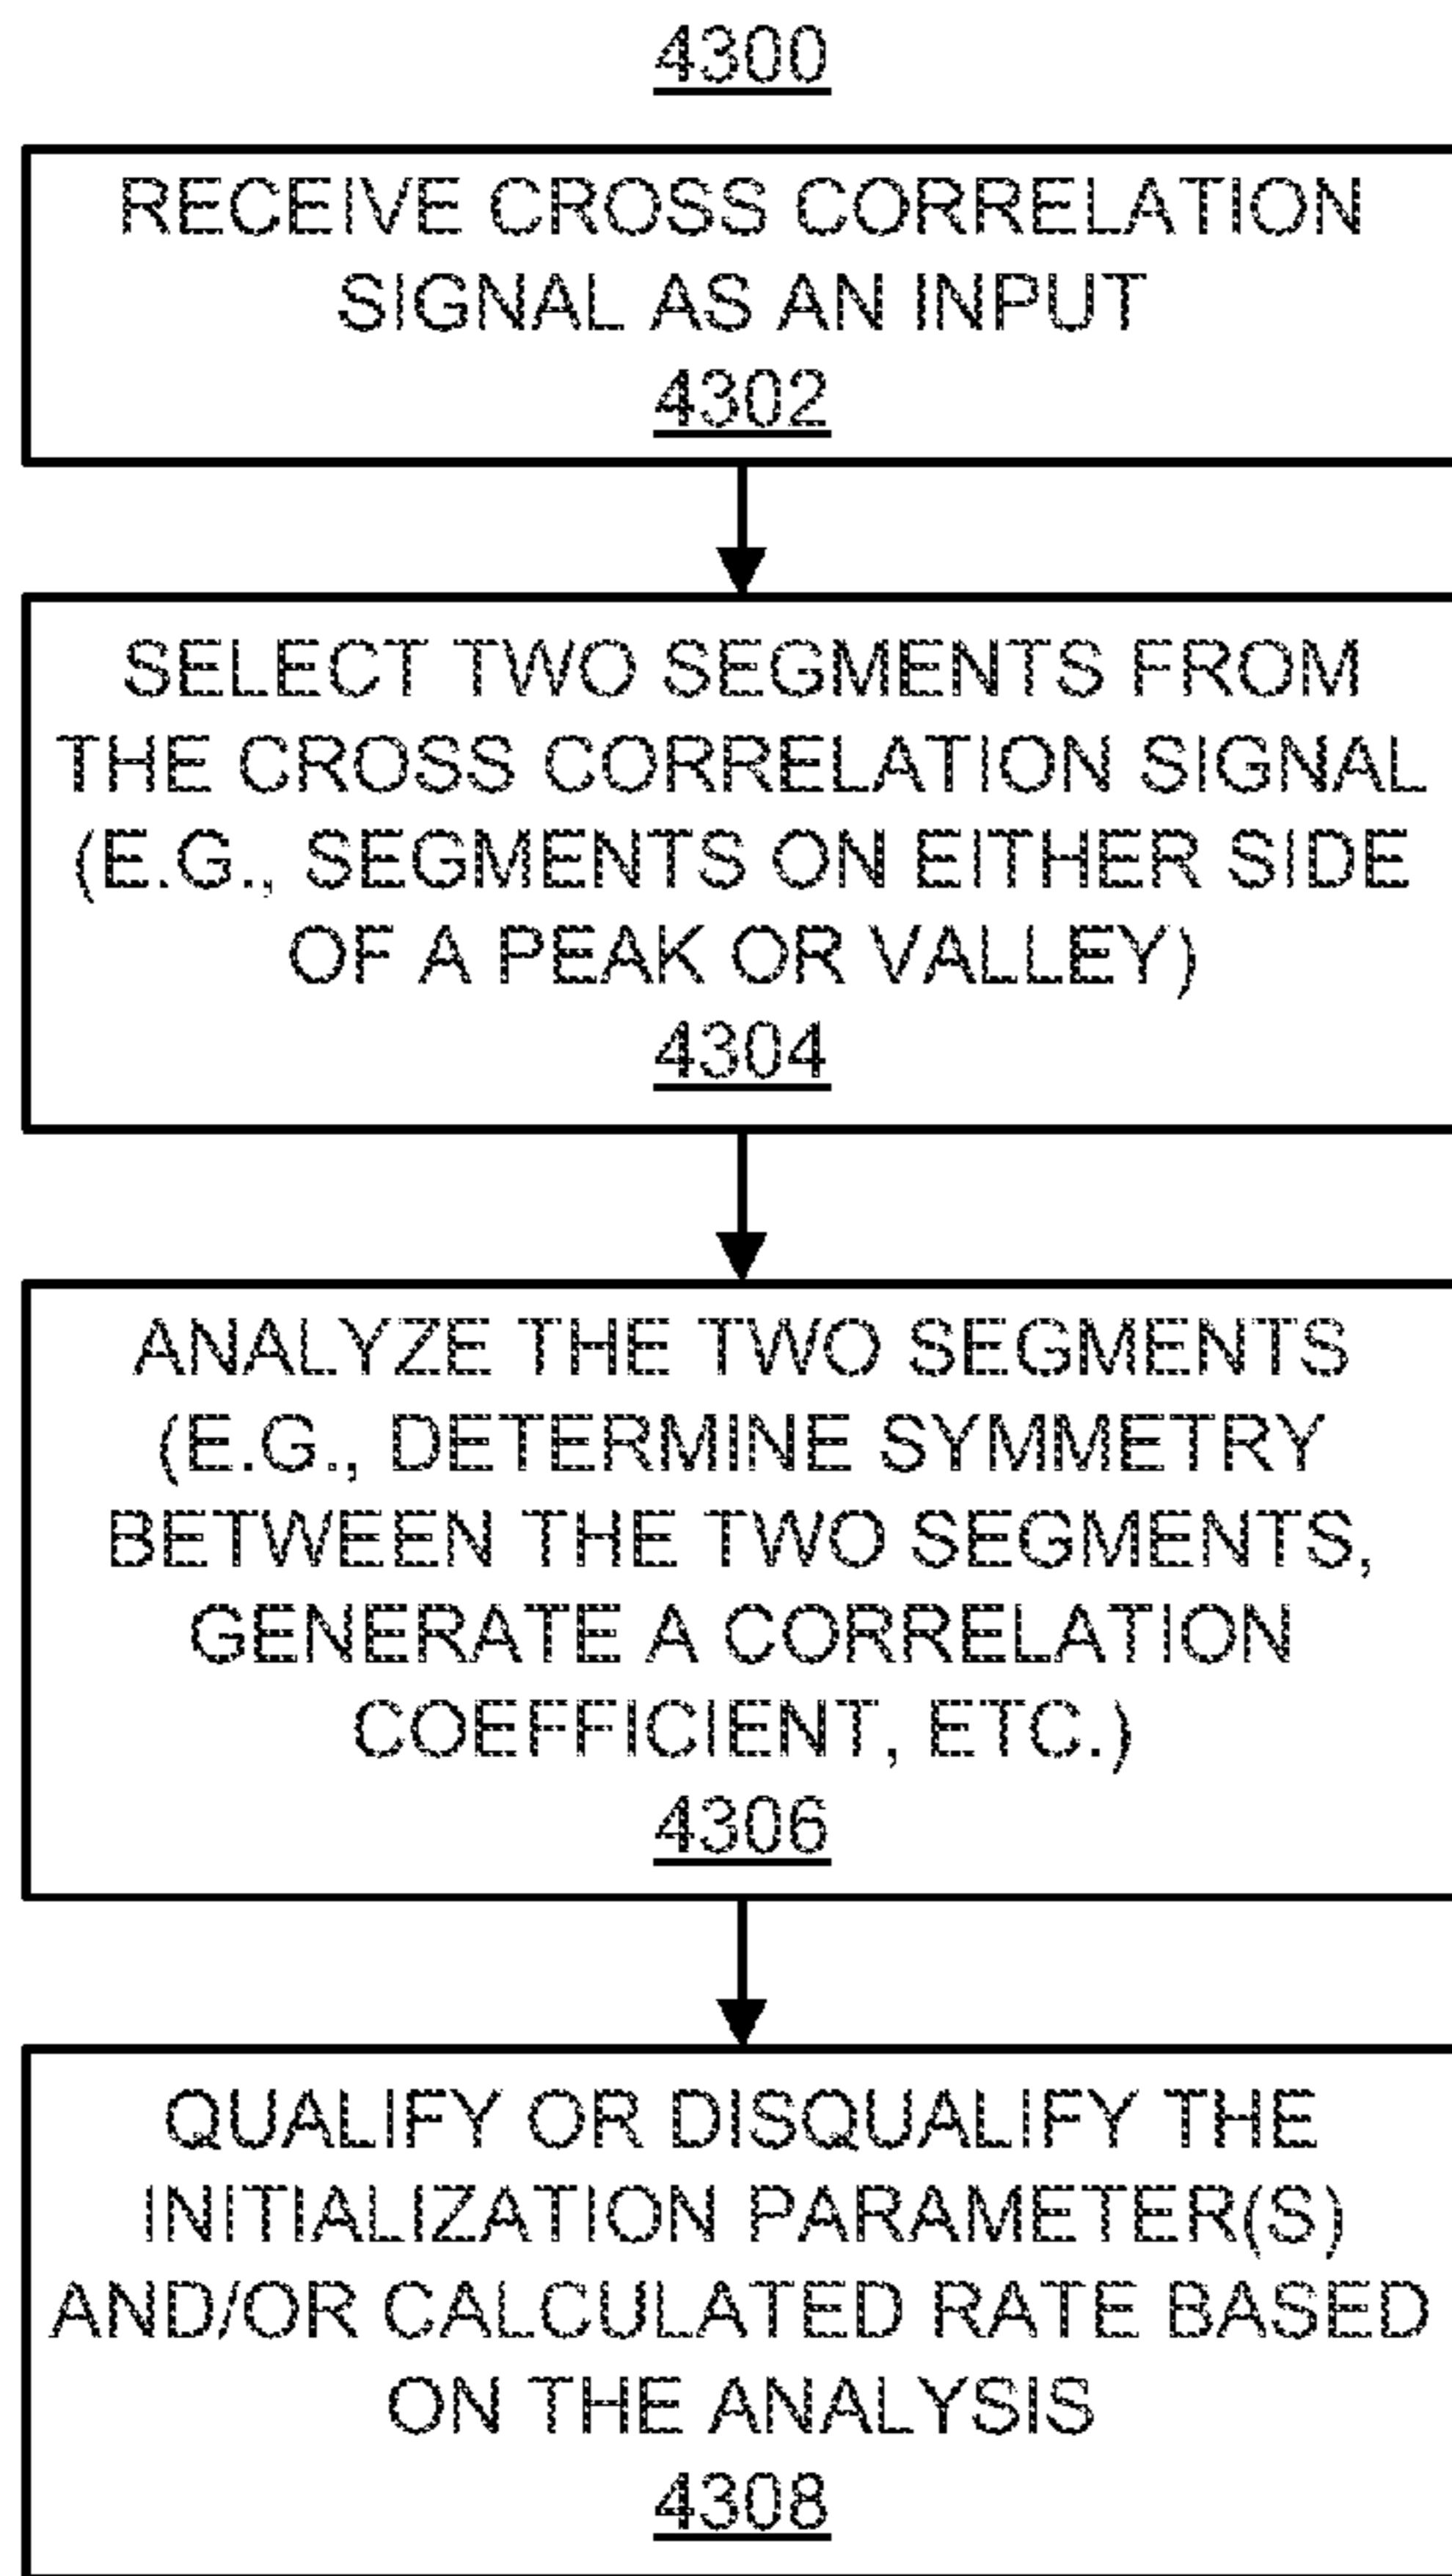 4300
RECEIVE CROSS CORRELATION
SIGNAL AS AN INPUT
4302
SELECT TWO SEGMENTS FROM
THE CROSS CORRELATION SIGNAL
(E.G., SEGMENTS ON EITHER SIDE
OF A PEAK OR VALLEY)
4304
ANALYZE THE TWO SEGMENTS
(E.G., DETERMINE SYMMETRY
BETWEEN THE TWO SEGMENTS,
GENERATE A CORRELATION
COEFFICIENT, ETC.)
4306
QUALIFY OR DISQUALIFY THE
INITIALIZATION PARAMETER(S)
AND/OR CALCULATED RATE BASED
ON THE ANALYSIS
4308